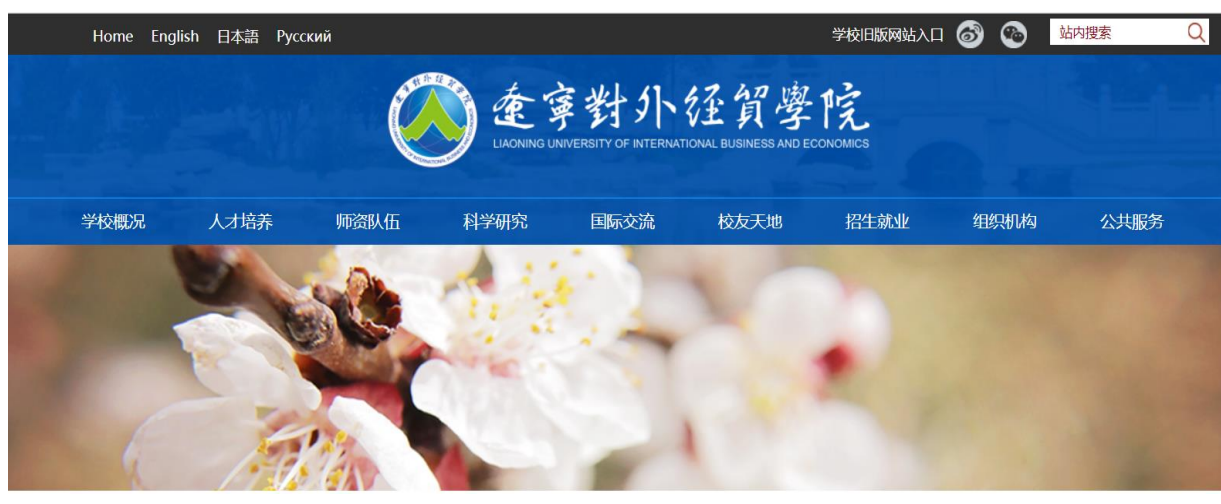 Home English 日本語 Русский 学校旧版网站入口 站内搜索
遼寧對外經貿學院
LIAONING UNIVERSITY OF INTERNATIONAL BUSINESS AND ECONOMICS
学校概况 人才培养 师资队伍 科学研究 国际交流 校友天地 招生就业 组织机构 公共服务